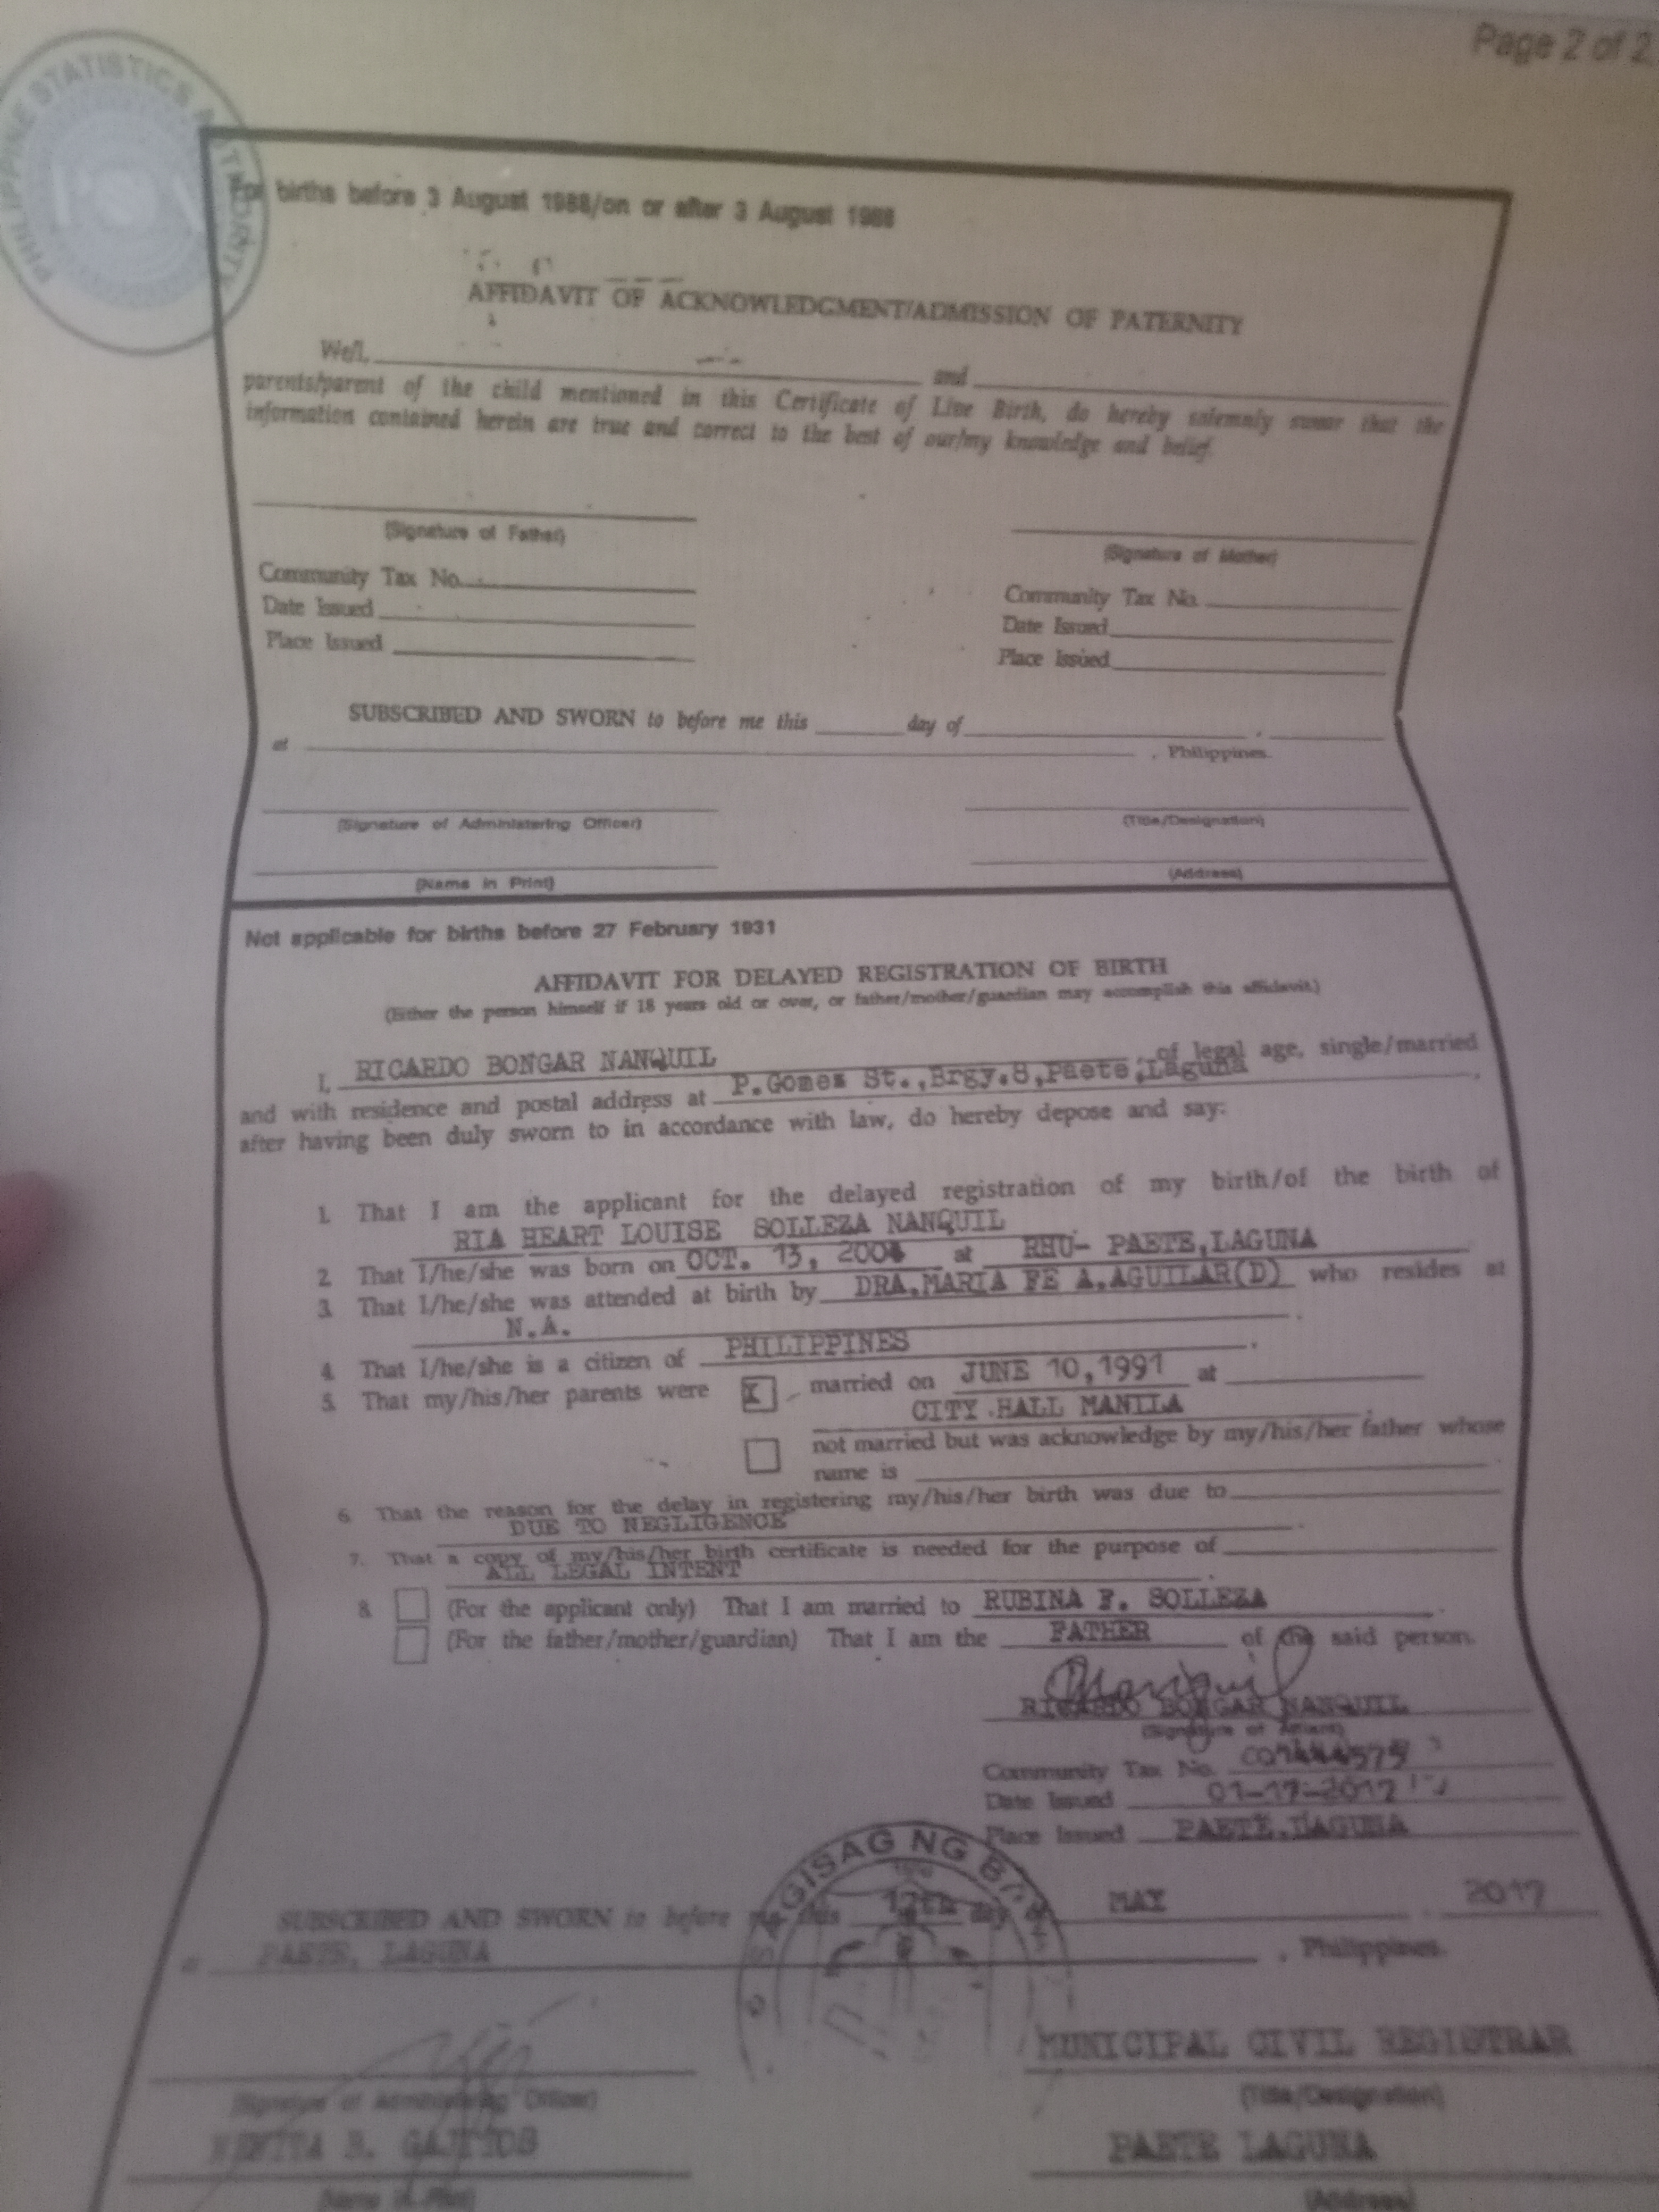 Page 2 of 2
PHILIPPINE STATISTICS AUTHORITY
For births before 3 August 1988/on or after 3 August 1988
AFFIDAVIT OF ACKNOWLEDGMENT/ADMISSION OF PATERNITY
We/I, and
parents/parent of the child mentioned in this Certificate of Live Birth, do hereby solemnly swear that the
information contained herein are true and correct to the best of our/my knowledge and belief.
(Signature of Father) (Signature of Mother)
Community Tax No. Community Tax No.
Date Issued Date Issued
Place Issued Place Issued
SUBSCRIBED AND SWORN to before me this day of , 
at , Philippines.
(Signature of Administering Officer) (Title/Designation)
(Name in Print) (Address)
Not applicable for births before 27 February 1931
AFFIDAVIT FOR DELAYED REGISTRATION OF BIRTH
(Either the person himself if 18 years old or over, or father/mother/guardian may accomplish this affidavit.)
I, RICARDO BONGAR NANQUIL, of legal age, single/married
and with residence and postal address at P.Gomez St.,Brgy.8,Paete,Laguna,
after having been duly sworn to in accordance with law, do hereby depose and say:
1. That I am the applicant for the delayed registration of my birth/of the birth of
RIA HEART LOUISE SOLLEZA NANQUIL
2. That I/he/she was born on OCT. 13, at RHU- PAETE,LAGUNA
3. That I/he/she was attended at birth by DRA.MARIA FE A.AGUILAR(D) who resides at
N.A.
4. That I/he/she is a citizen of PHILIPPINES.
5. That my/his/her parents were X, married on JUNE 10,1991 at
CITY HALL MANILA.
not married but was acknowledge by my/his/her father whose
name is .
6. That the reason for the delay in registering my/his/her birth was due to
DUE TO NEGLIGENCE.
7. That a copy of my/his/her birth certificate is needed for the purpose of
ALL LEGAL INTENT.
8. (For the applicant only) That I am married to RUBINA F. SOLLEZA.
(For the father/mother/guardian) That I am the FATHER of the said person.
RICARDO BONGAR NANQUIL
(Signature of Affiant)
Community Tax No.
Date Issued 01-17-2017
Place Issued PAETE,LAGUNA
SAGISAG NG
SUBSCRIBED AND SWORN to before me this 17th day of MAY, 2017
at PAETE, LAGUNA, Philippines.
MUNICIPAL CIVIL REGISTRAR
(Signature of Administering Officer) (Title/Designation)
B. PAETE LAGUNA
(Name in Print) (Address)